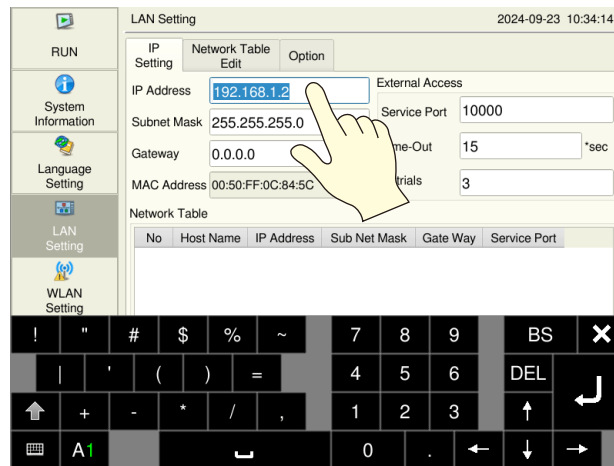 LAN Setting
2024-09-23 10:34:14
RUN
System
Information
Language
Setting
LAN
Setting
WLAN
Setting
IP
Setting
Network Table
Edit
Option
IP Address
192.168.1.2
Subnet Mask
255.255.255.0
Gateway
0.0.0.0
MAC Address
00:50:FF:0C:84:5C
External Access
Service Port
10000
me-Out
15
*sec
trials
3
Network Table
No Host Name IP Address Sub Net Mask Gate Way Service Port
! " # $ % ~ 7 8 9 BS
| ' ( ) = 4 5 6 DEL
+ - * / , 1 2 3
A1 0 .